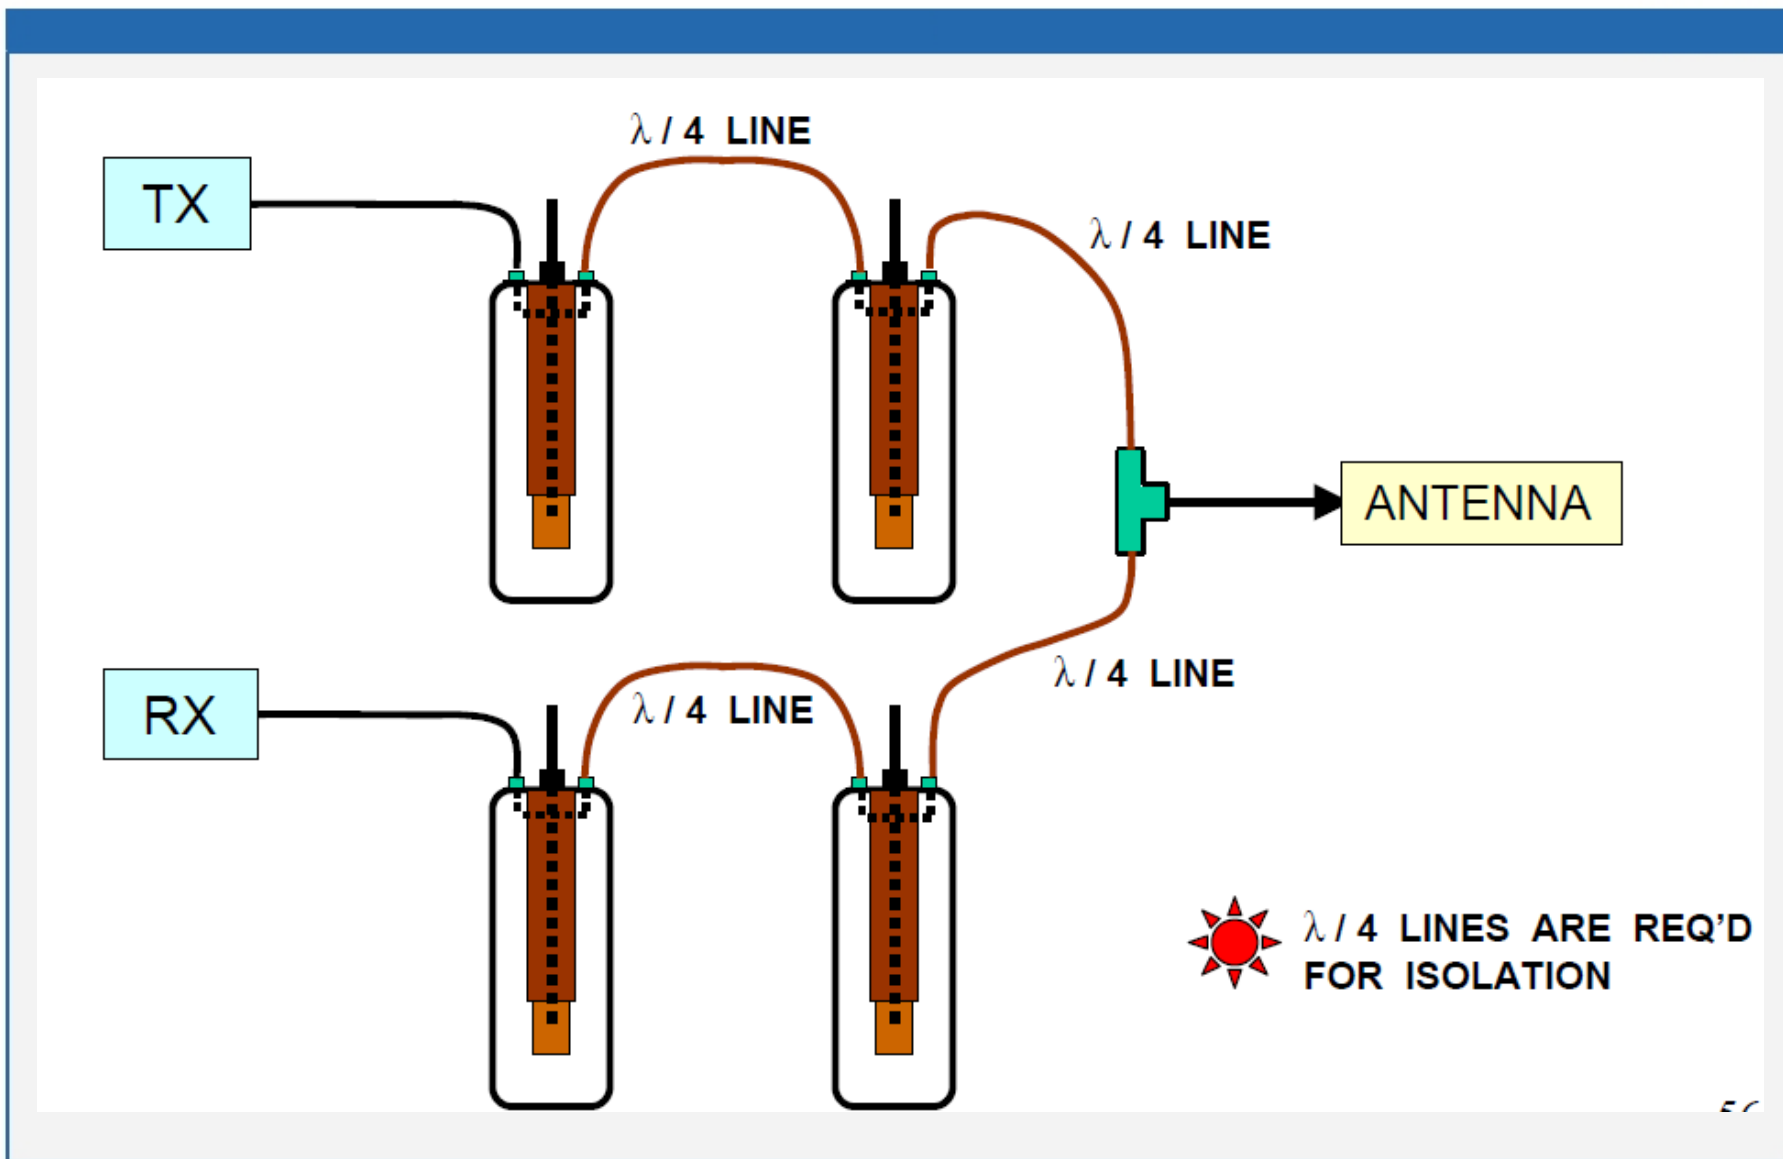 λ / 4 LINE
TX
λ / 4 LINE
ANTENNA
RX
λ / 4 LINE
λ / 4 LINE
λ / 4 LINES ARE REQ'D
FOR ISOLATION